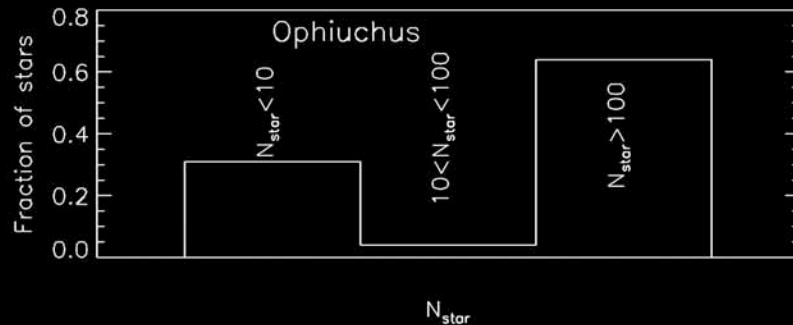 Ophiuchus
Fraction of stars
0.8
0.6
0.4
0.2
0.0
N_star<10
10<N_star<100
N_star>100
N_star